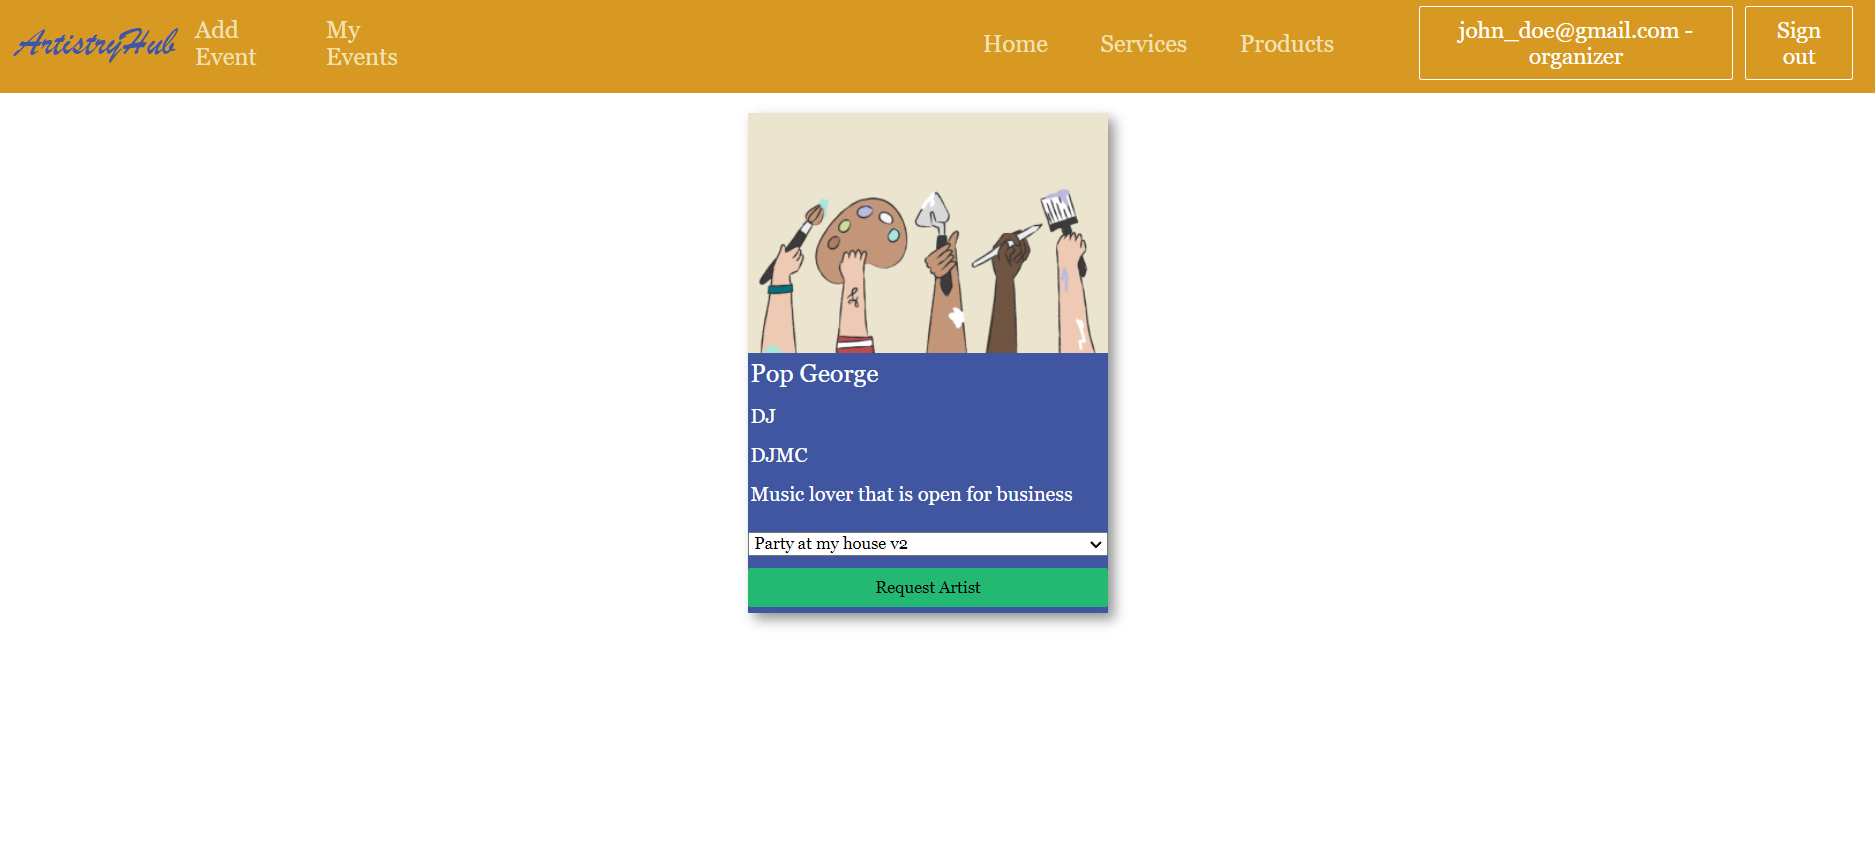 ArtistryHub
Add
Event
My
Events
Home
Services
Products
john_doe@gmail.com -
organizer
Sign
out
Pop George
DJ
DJMC
Music lover that is open for business
Party at my house v2
Request Artist